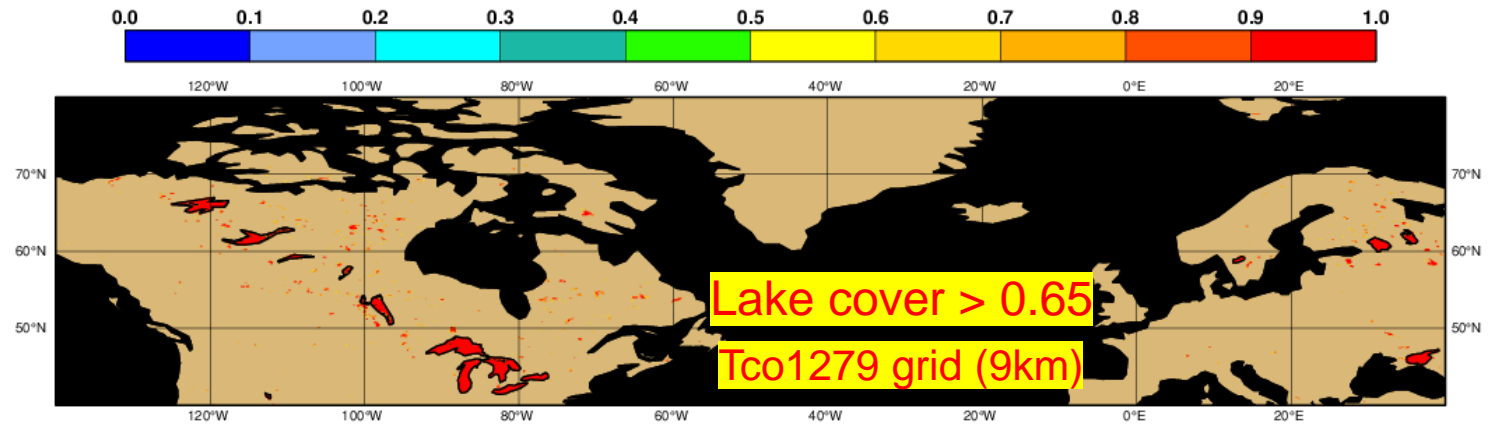 0.0 0.1 0.2 0.3 0.4 0.5 0.6 0.7 0.8 0.9 1.0
120°W 100°W 80°W 60°W 40°W 20°W 0°E 20°E
70°N 70°N
60°N 60°N
Lake cover > 0.65
50°N 50°N
Tco1279 grid (9km)
120°W 100°W 80°W 60°W 40°W 20°W 0°E 20°E